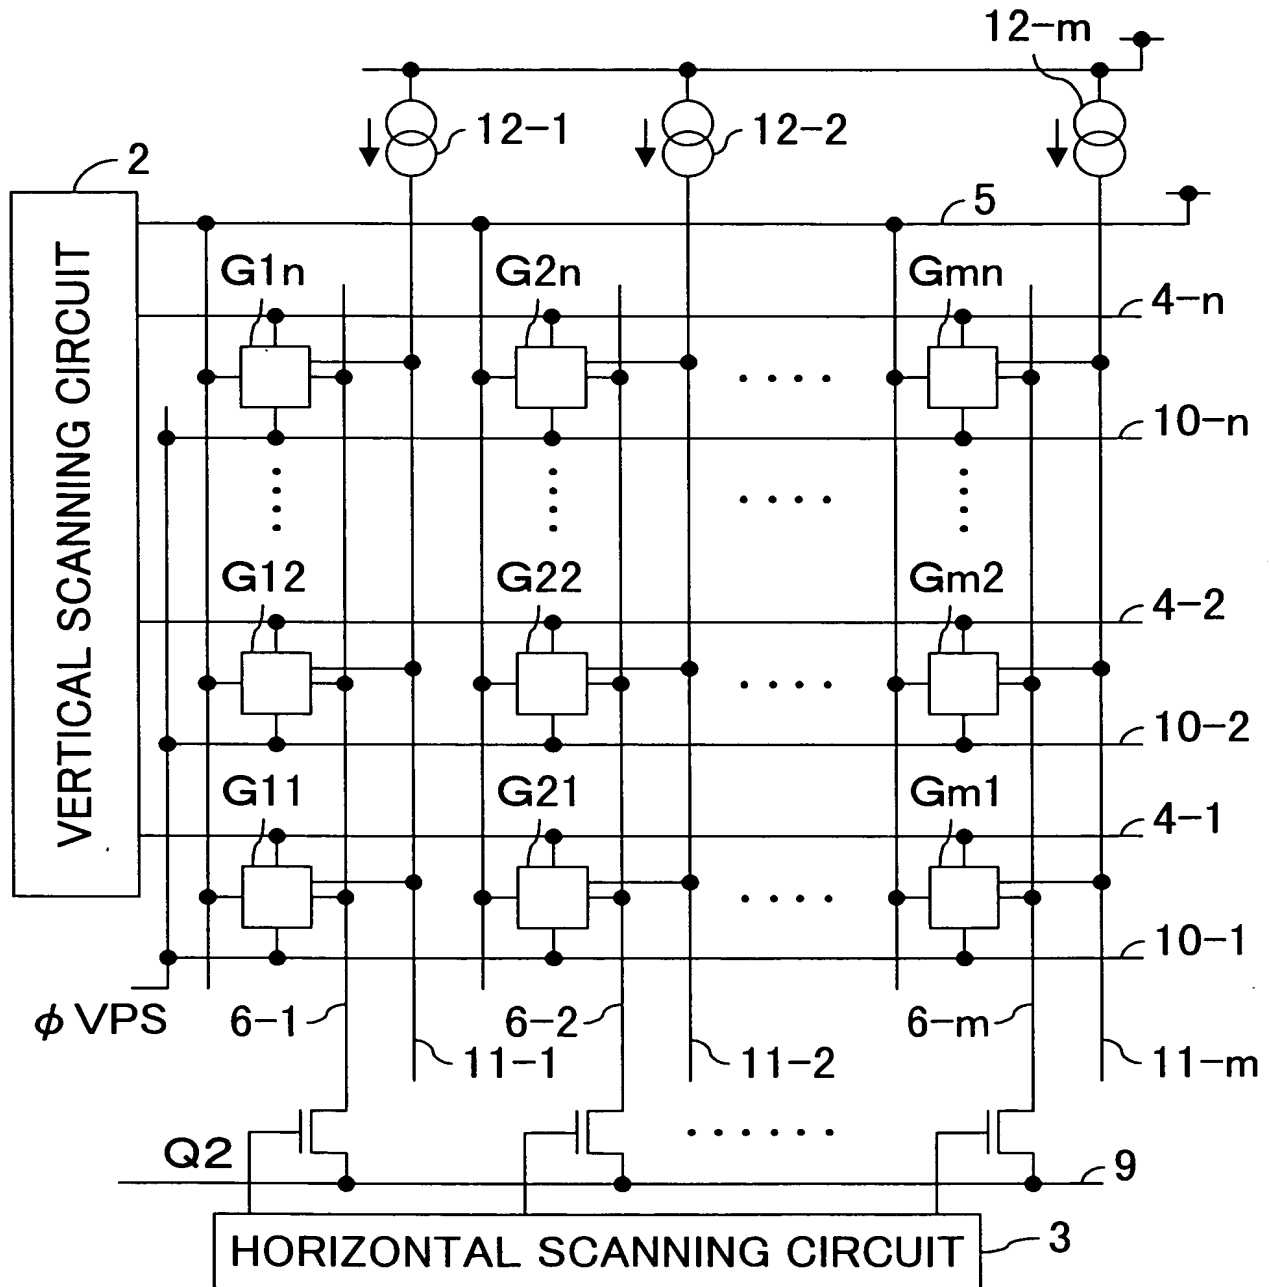 12-m
12-1
12-2
2
5
VERTICAL SCANNING CIRCUIT
G1n
G2n
Gmn
4-n
10-n
G12
G22
Gm2
4-2
10-2
G11
G21
Gm1
4-1
10-1
ϕ VPS
6-1
6-2
6-m
11-1
11-2
11-m
Q2
9
HORIZONTAL SCANNING CIRCUIT
3